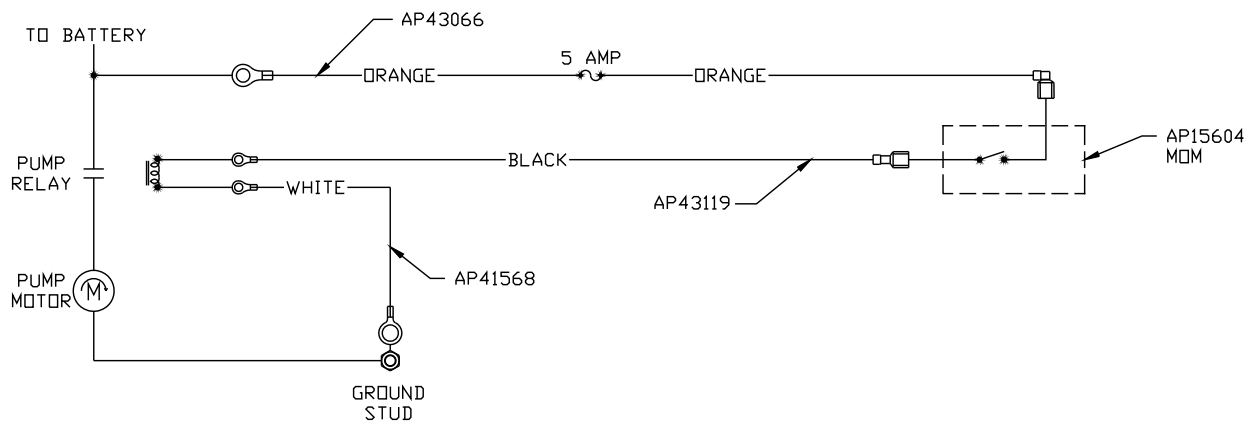 AP43066
TO BATTERY
5 AMP
ORANGE
ORANGE
AP15604
MOM
PUMP
RELAY
BLACK
WHITE
AP43119
AP41568
PUMP
MOTOR
M
GROUND
STUD